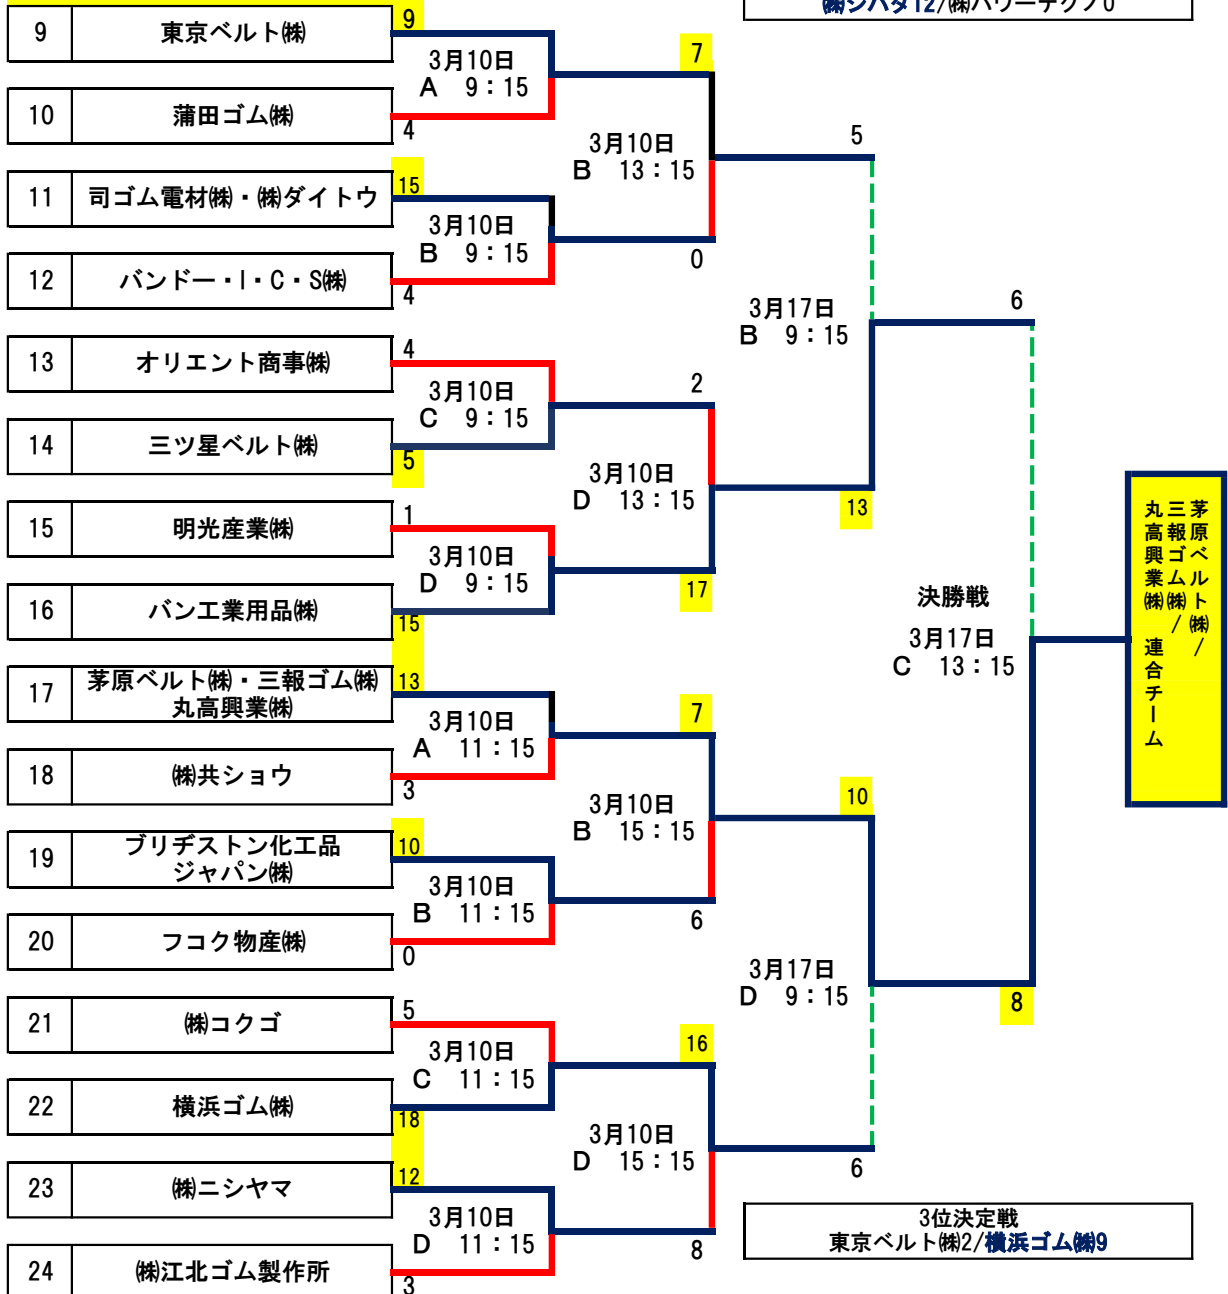 ㈱シバタ12/㈱パワーテクノ0
9 東京ベルト㈱ 9
3月10日
A 9:15
10 蒲田ゴム㈱ 4
7
3月10日
B 13:15
0
11 司ゴム電材㈱・㈱ダイトウ 15
3月10日
B 9:15
12 バンドー・I・C・S㈱ 4
5
3月17日
B 9:15
13
13 オリエント商事㈱ 4
3月10日
C 9:15
14 三ツ星ベルト㈱ 5
2
3月10日
D 13:15
17
15 明光産業㈱ 1
3月10日
D 9:15
16 バン工業用品㈱ 15
6
決勝戦
3月17日
C 13:15
8
茅原ベルト㈱/
三報ゴム㈱/
丸高興業㈱ 連合チーム
17 茅原ベルト㈱・三報ゴム㈱
丸高興業㈱ 13
3月10日
A 11:15
18 ㈱共ショウ 3
7
3月10日
B 15:15
6
19 ブリヂストン化工品
ジャパン㈱ 10
3月10日
B 11:15
20 フコク物産㈱ 0
10
3月17日
D 9:15
6
21 ㈱コクゴ 5
3月10日
C 11:15
22 横浜ゴム㈱ 18
16
3月10日
D 15:15
8
23 ㈱ニシヤマ 12
3月10日
D 11:15
24 ㈱江北ゴム製作所 3
3位決定戦
東京ベルト㈱2/横浜ゴム㈱9